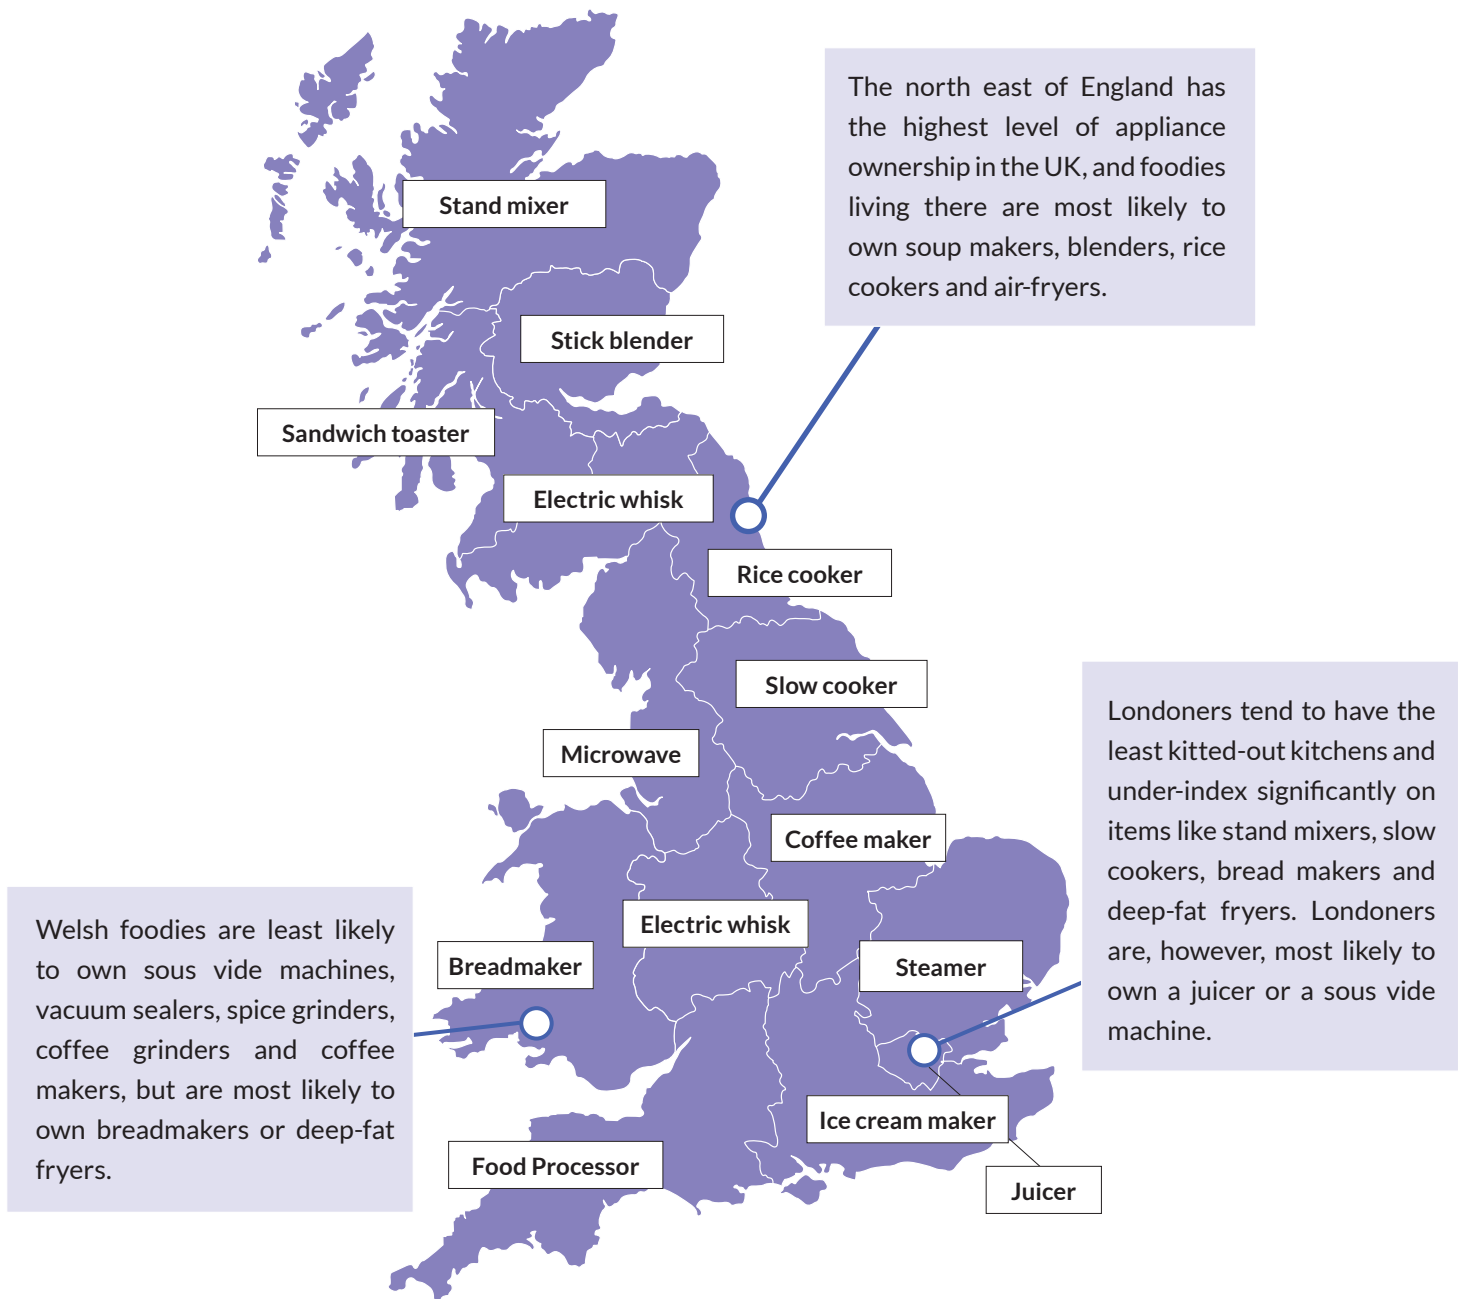 The north east of England has
the highest level of appliance
ownership in the UK, and foodies
living there are most likely to
own soup makers, blenders, rice
cookers and air-fryers.
Stand mixer
Stick blender
Sandwich toaster
Electric whisk
Rice cooker
Slow cooker
Microwave
Coffee maker
Electric whisk
Breadmaker
Steamer
Ice cream maker
Food Processor
Juicer
Londoners tend to have the
least kitted-out kitchens and
under-index significantly on
items like stand mixers, slow
cookers, bread makers and
deep-fat fryers. Londoners
are, however, most likely to
own a juicer or a sous vide
machine.
Welsh foodies are least likely
to own sous vide machines,
vacuum sealers, spice grinders,
coffee grinders and coffee
makers, but are most likely to
own breadmakers or deep-fat
fryers.